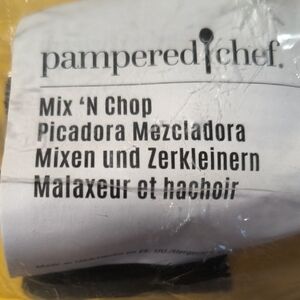 pampered chef®
Mix ‘N Chop
Picadora Mezcladora
Mixen und Zerkleinern
Malaxeur et hachoir